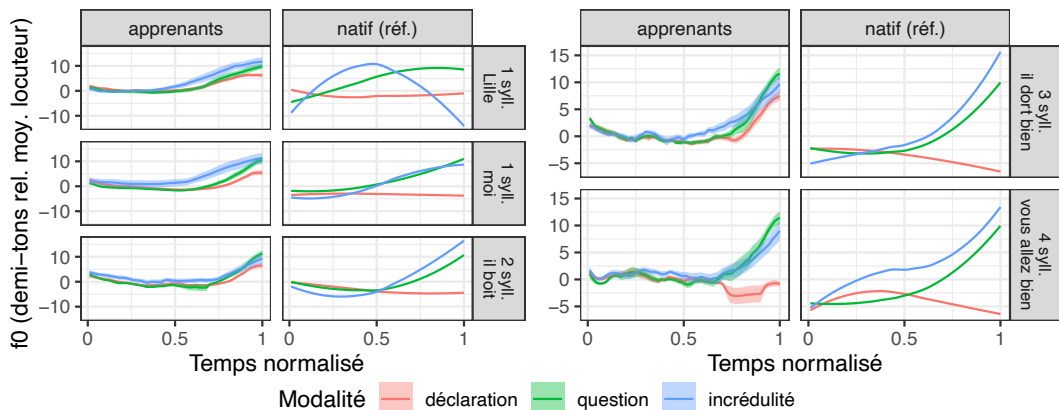 apprenants
natif (réf.)
apprenants
natif (réf.)
f0 (demi−tons rel. moy. locuteur)
10
0
−10
1 syll.
Lille
10
0
−10
1 syll.
moi
10
0
−10
2 syll.
il boit
0
0.5
1
0
0.5
1
Temps normalisé
15
10
5
0
−5
3 syll.
il dort bien
15
10
5
0
−5
4 syll.
vous allez bien
0
0.5
1
0
0.5
1
Temps normalisé
Modalité déclaration question incrédulité